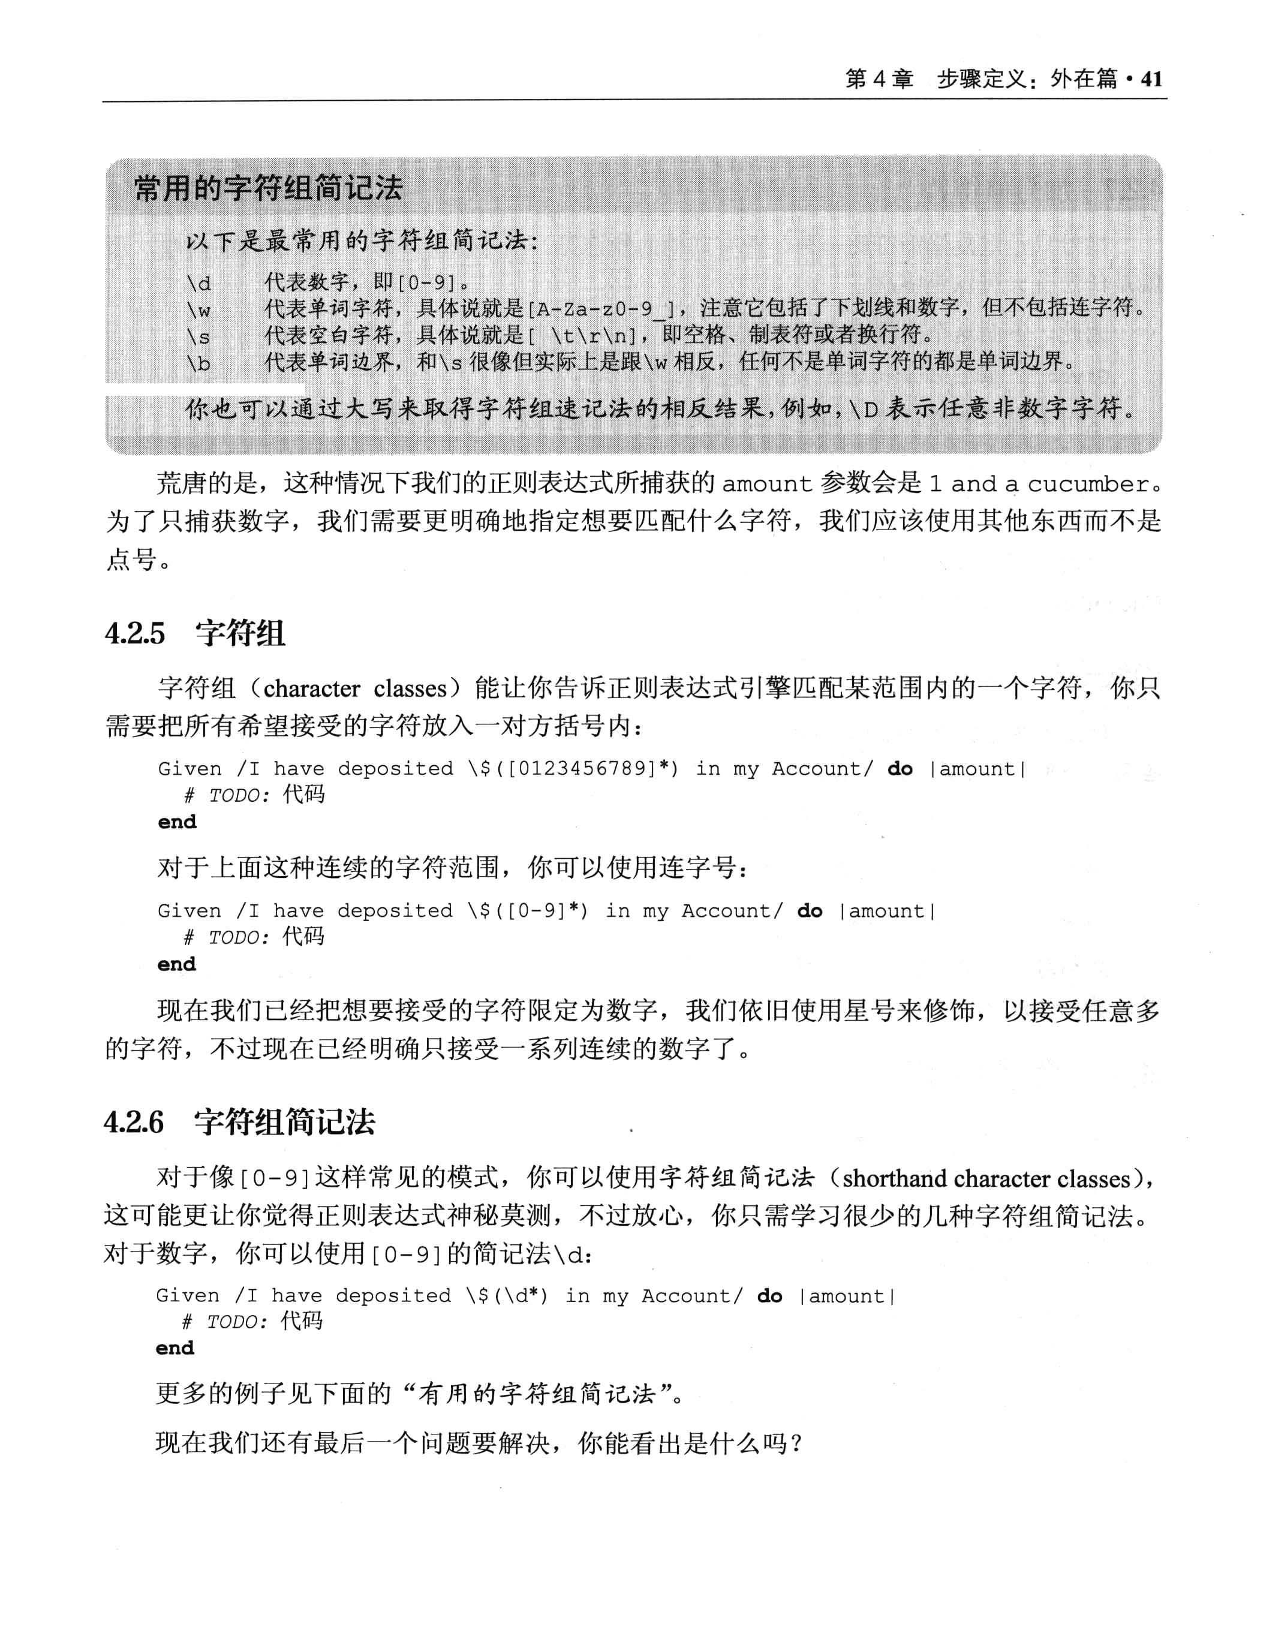 第 4 章　步骤定义：外在篇 · 41
常用的字符组简记法
以下是最常用的字符组简记法：
\d 代表数字，即[0-9]。
\w 代表单词字符，具体说就是[A-Za-z0-9_]，注意它包括了下划线和数字，但不包括连字符。
\s 代表空白字符，具体说就是[ \t\r\n]，即空格、制表符或者换行符。
\b 代表单词边界，和\s 很像但实际上是跟\w 相反，任何不是单词字符的都是单词边界。
你也可以通过大写来取得字符组速记法的相反结果，例如，\D 表示任意非数字字符。
荒唐的是，这种情况下我们的正则表达式所捕获的 amount 参数会是 1 and a cucumber。
为了只捕获数字，我们需要更明确地指定想要匹配什么字符，我们应该使用其他东西而不是
点号。
4.2.5 字符组
字符组（character classes）能让你告诉正则表达式引擎匹配某范围内的一个字符，你只
需要把所有希望接受的字符放入一对方括号内：
Given /I have deposited \$([0123456789]*) in my Account/ do |amount|
# TODO: 代码
end
对于上面这种连续的字符范围，你可以使用连字号：
Given /I have deposited \$([0-9]*) in my Account/ do |amount|
# TODO: 代码
end
现在我们已经把想要接受的字符限定为数字，我们依旧使用星号来修饰，以接受任意多
的字符，不过现在已经明确只接受一系列连续的数字了。
4.2.6 字符组简记法
对于像[0-9]这样常见的模式，你可以使用字符组简记法（shorthand character classes），
这可能更让你觉得正则表达式神秘莫测，不过放心，你只需学习很少的几种字符组简记法。
对于数字，你可以使用[0-9]的简记法\d：
Given /I have deposited \$(\d*) in my Account/ do |amount|
# TODO: 代码
end
更多的例子见下面的“有用的字符组简记法”。
现在我们还有最后一个问题要解决，你能看出是什么吗？